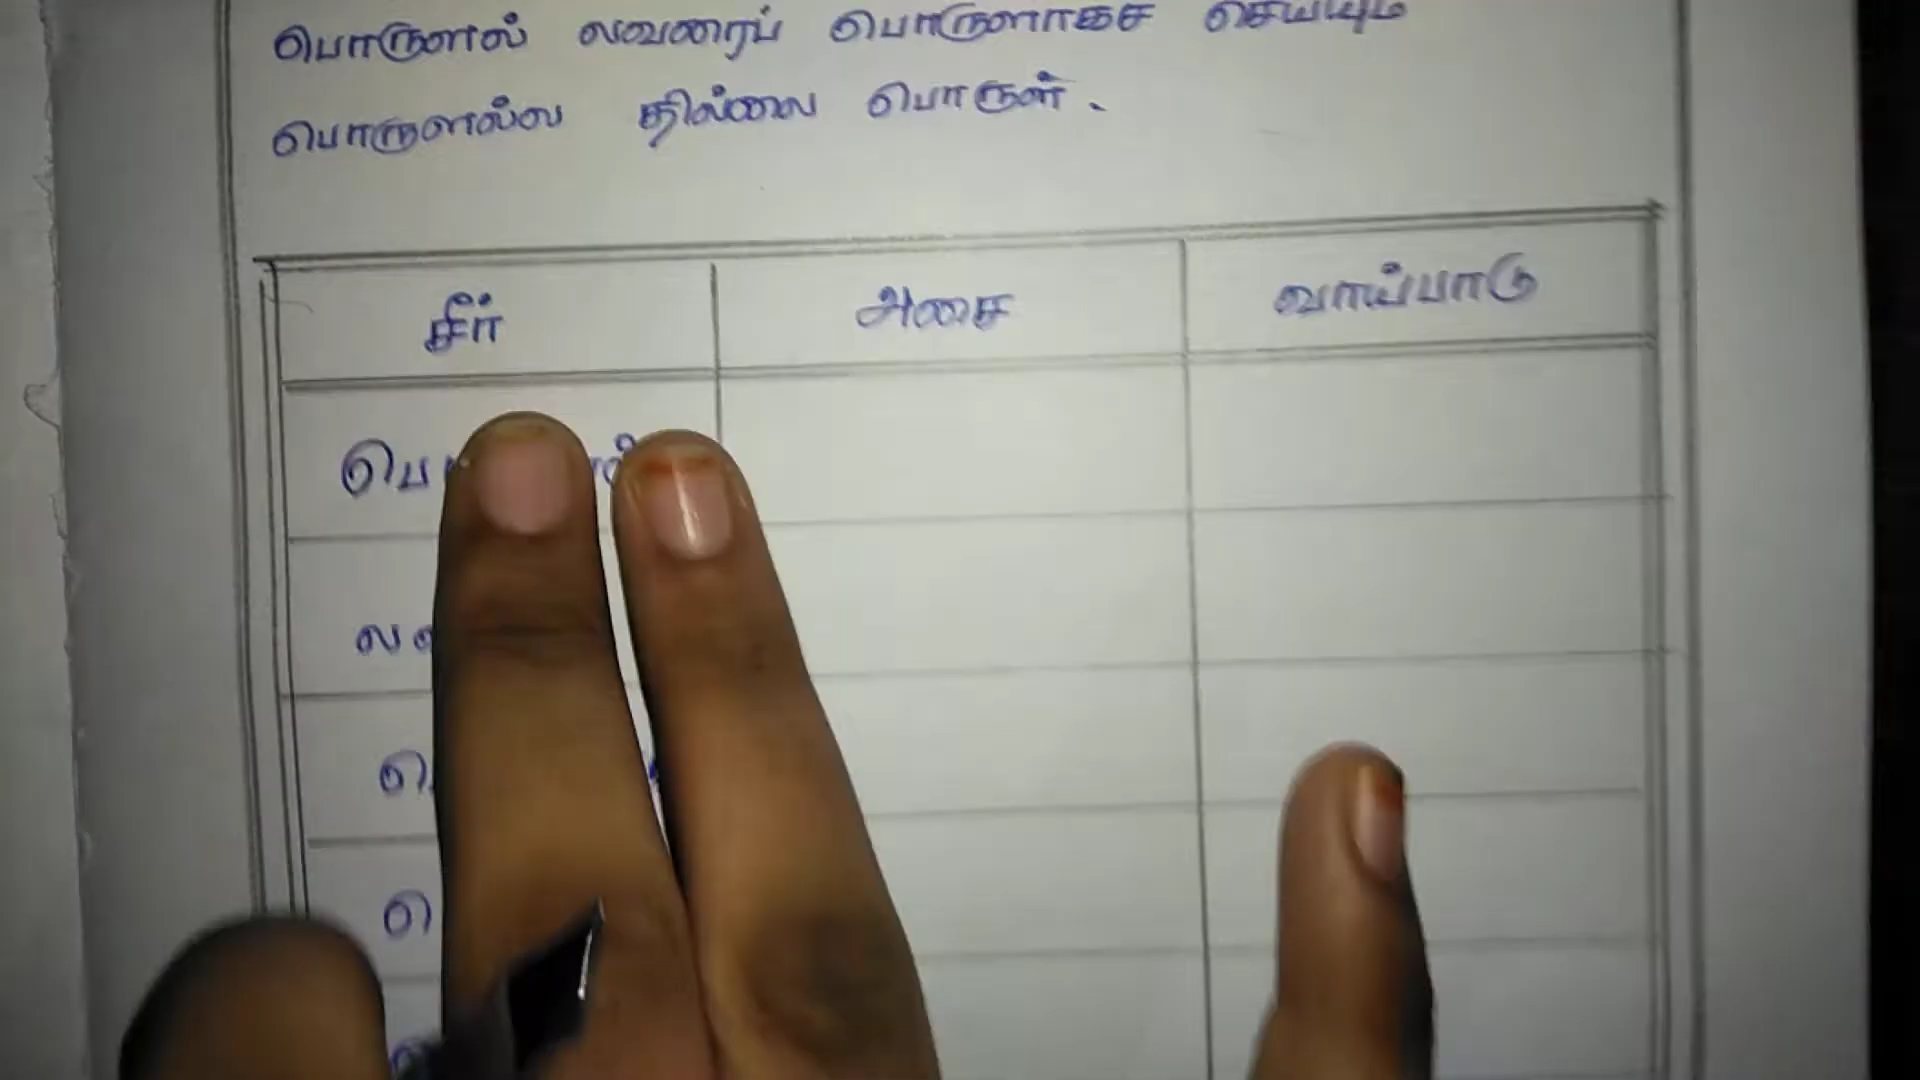 பொருளல் லவரைப் பொருளாகச் செய்யும்
பொருளல்ல தில்லை பொருள்.
சீர் அசை வாய்பாடு